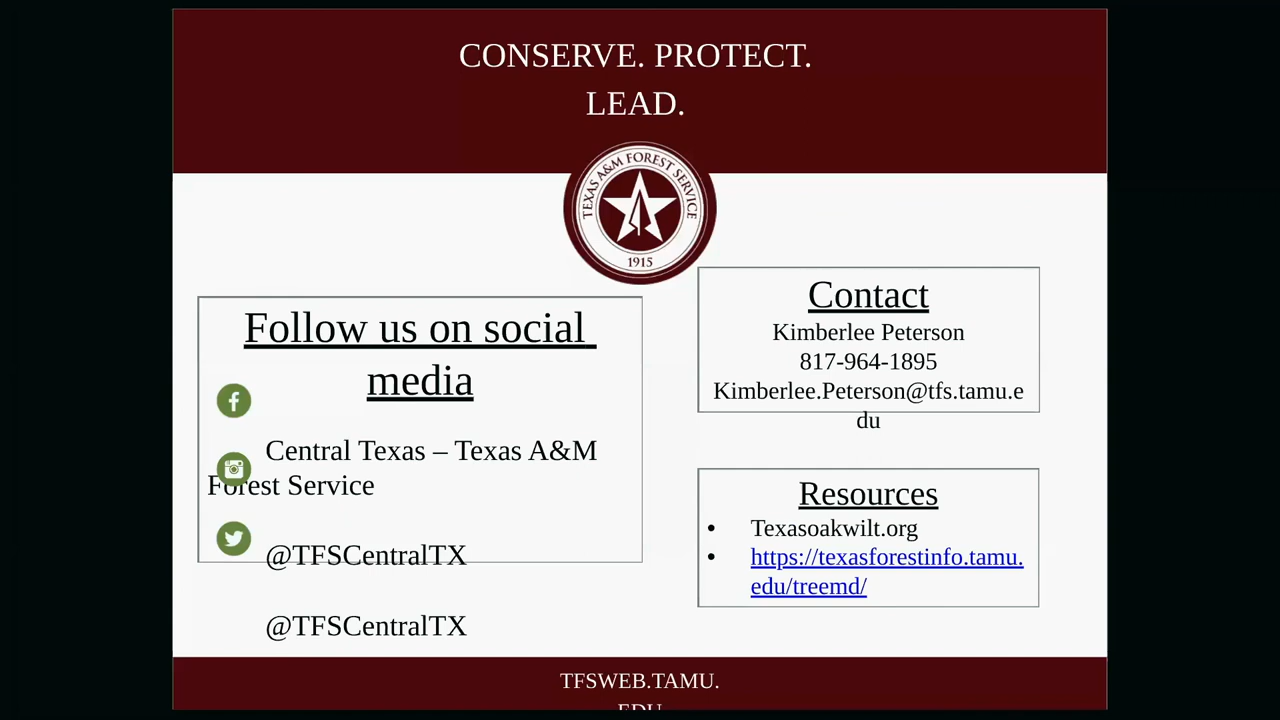 CONSERVE. PROTECT.
LEAD.
TEXAS A&M FOREST SERVICE
1915
Follow us on social
media
Central Texas – Texas A&M
Forest Service
@TFSCentralTX
@TFSCentralTX
Contact
Kimberlee Peterson
817-964-1895
Kimberlee.Peterson@tfs.tamu.e
du
Resources
• Texasoakwilt.org
• https://texasforestinfo.tamu.
edu/treemd/
TFSWEB.TAMU.
EDU